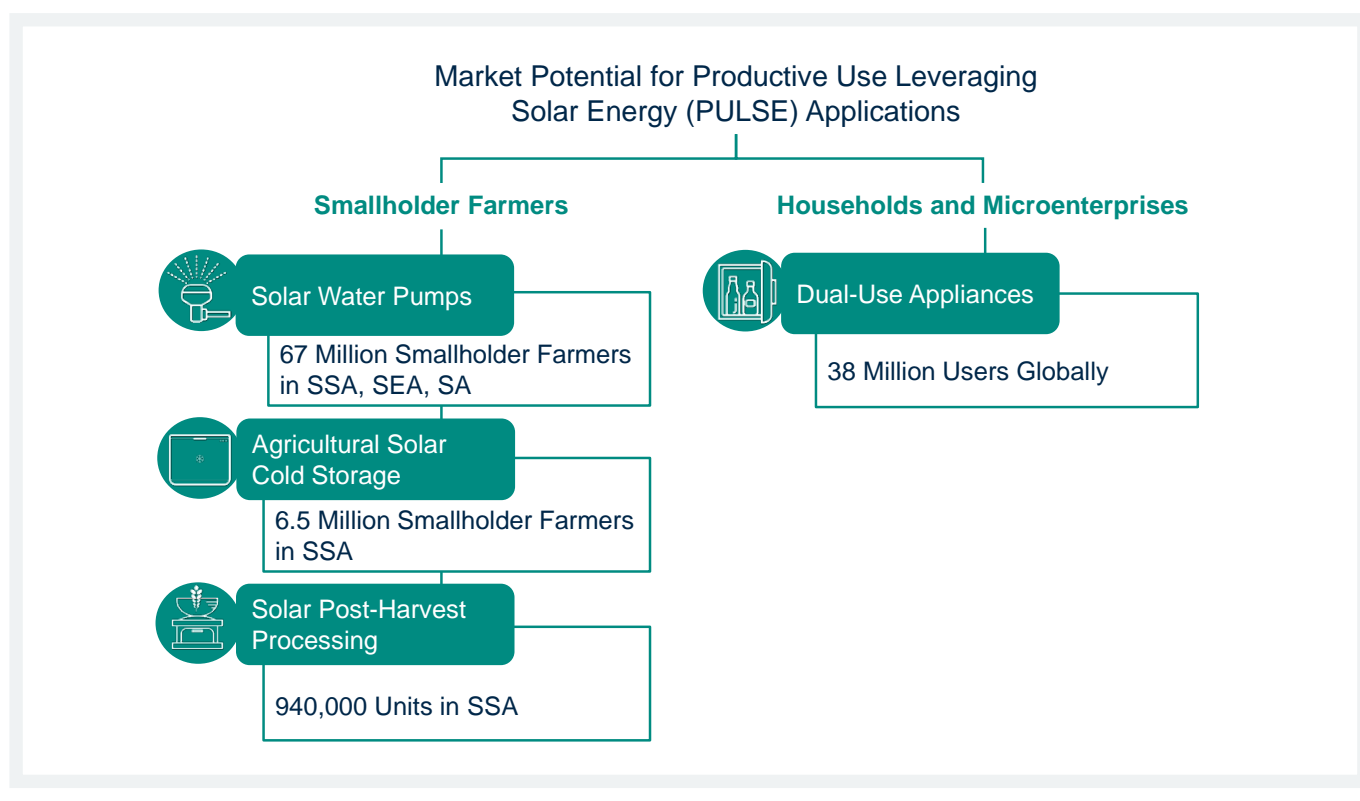 Market Potential for Productive Use Leveraging
Solar Energy (PULSE) Applications
Smallholder Farmers
Solar Water Pumps
67 Million Smallholder Farmers
in SSA, SEA, SA
Agricultural Solar
Cold Storage
6.5 Million Smallholder Farmers
in SSA
Solar Post-Harvest
Processing
940,000 Units in SSA
Households and Microenterprises
Dual-Use Appliances
38 Million Users Globally